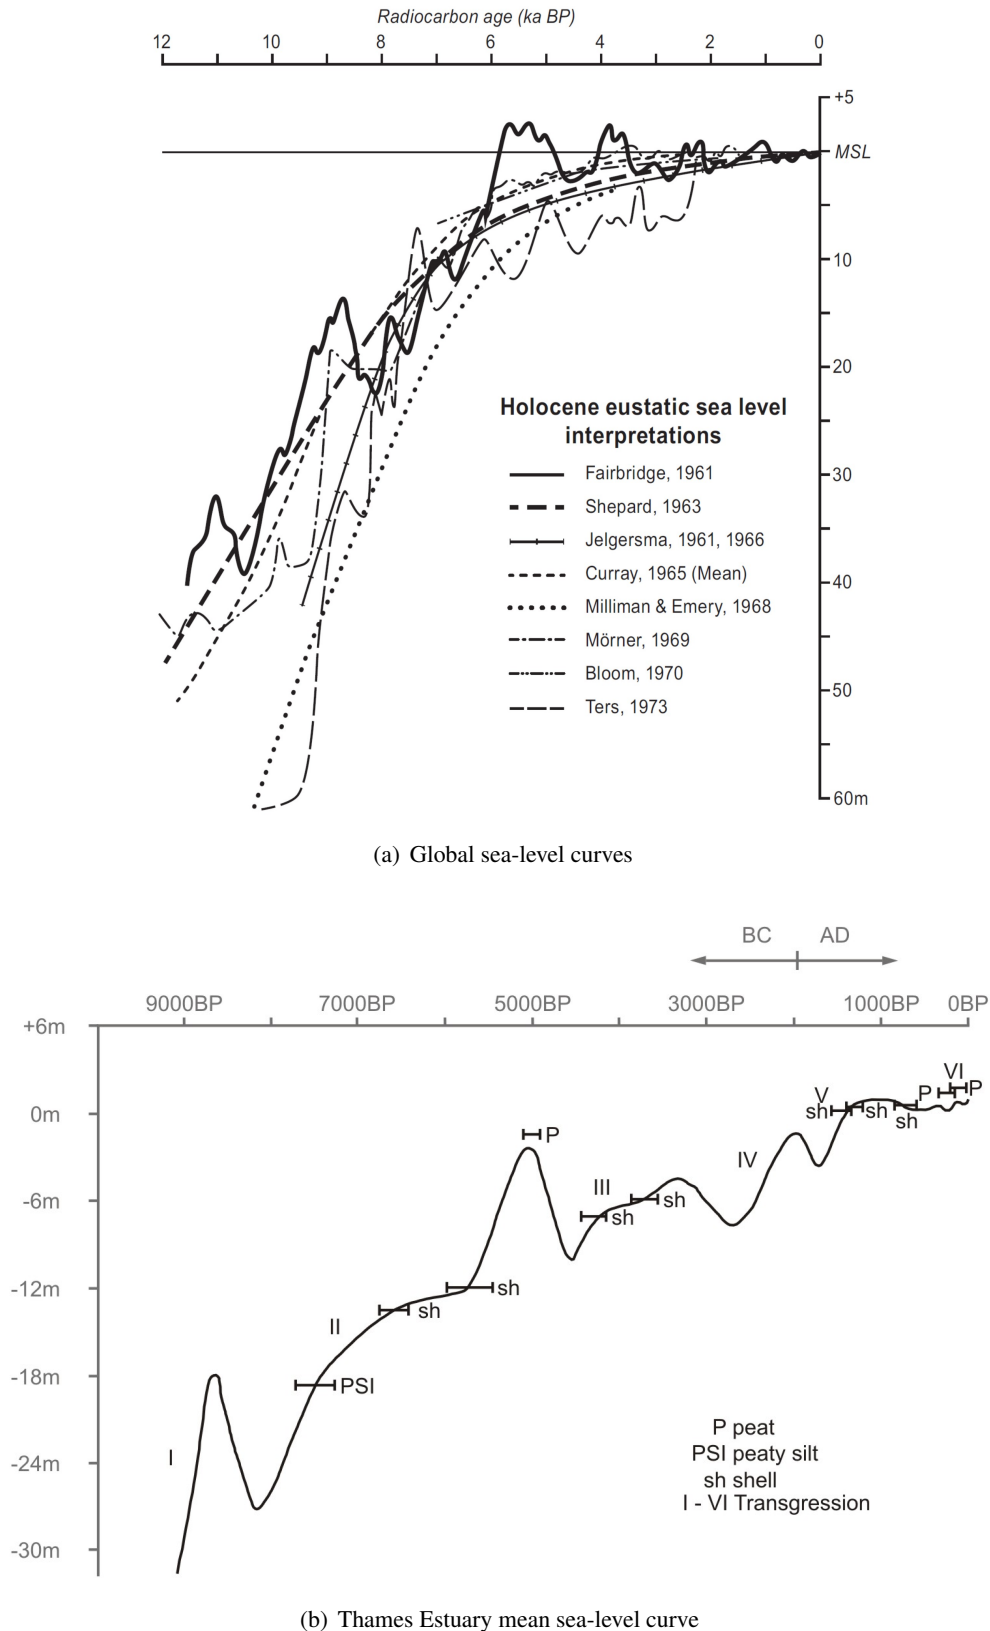 Radiocarbon age (ka BP)
12 10 8 6 4 2 0
+5
MSL
10
20
Holocene eustatic sea level
interpretations
30
Fairbridge, 1961
Shepard, 1963
Jelgersma, 1961, 1966
Curray, 1965 (Mean)
40
Milliman & Emery, 1968
Mörner, 1969
Bloom, 1970
50
Ters, 1973
60m
(a) Global sea-level curves
BC AD
9000BP 7000BP 5000BP 3000BP 1000BP 0BP
+6m
VI
V P P
0m sh sh
sh
P
IV
III
-6m sh
sh
-12m sh
sh
II
-18m PSI
P peat
I PSI peaty silt
-24m sh shell
I - VI Transgression
-30m
(b) Thames Estuary mean sea-level curve